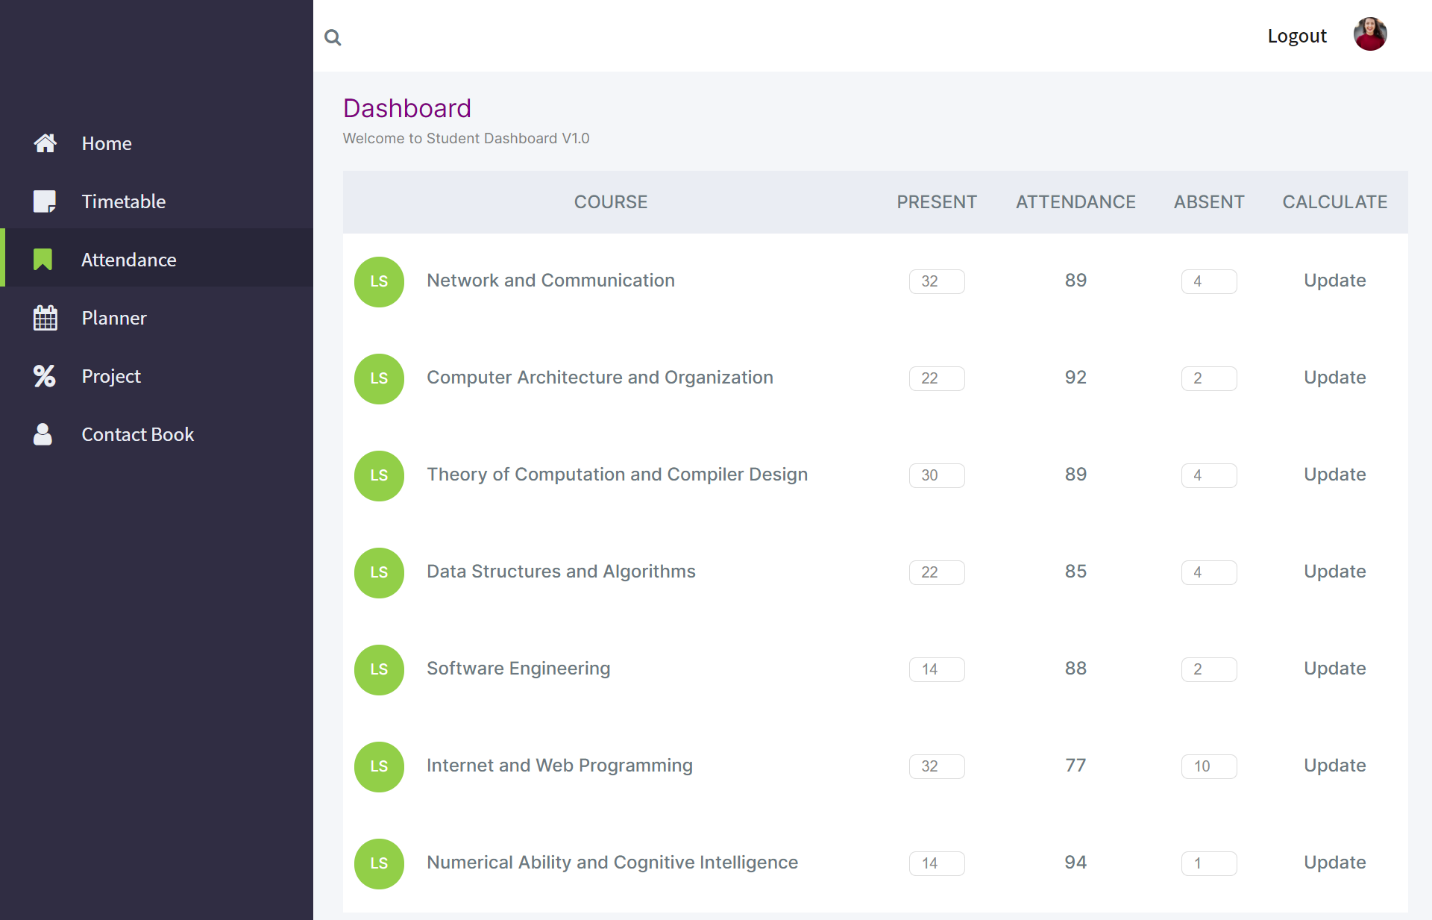 Logout
Home
Timetable
Attendance
Planner
Project
Contact Book
Dashboard
Welcome to Student Dashboard V1.0
COURSE PRESENT ATTENDANCE ABSENT CALCULATE
LS Network and Communication 32 89 4 Update
LS Computer Architecture and Organization 22 92 2 Update
LS Theory of Computation and Compiler Design 30 89 4 Update
LS Data Structures and Algorithms 22 85 4 Update
LS Software Engineering 14 88 2 Update
LS Internet and Web Programming 32 77 10 Update
LS Numerical Ability and Cognitive Intelligence 14 94 1 Update